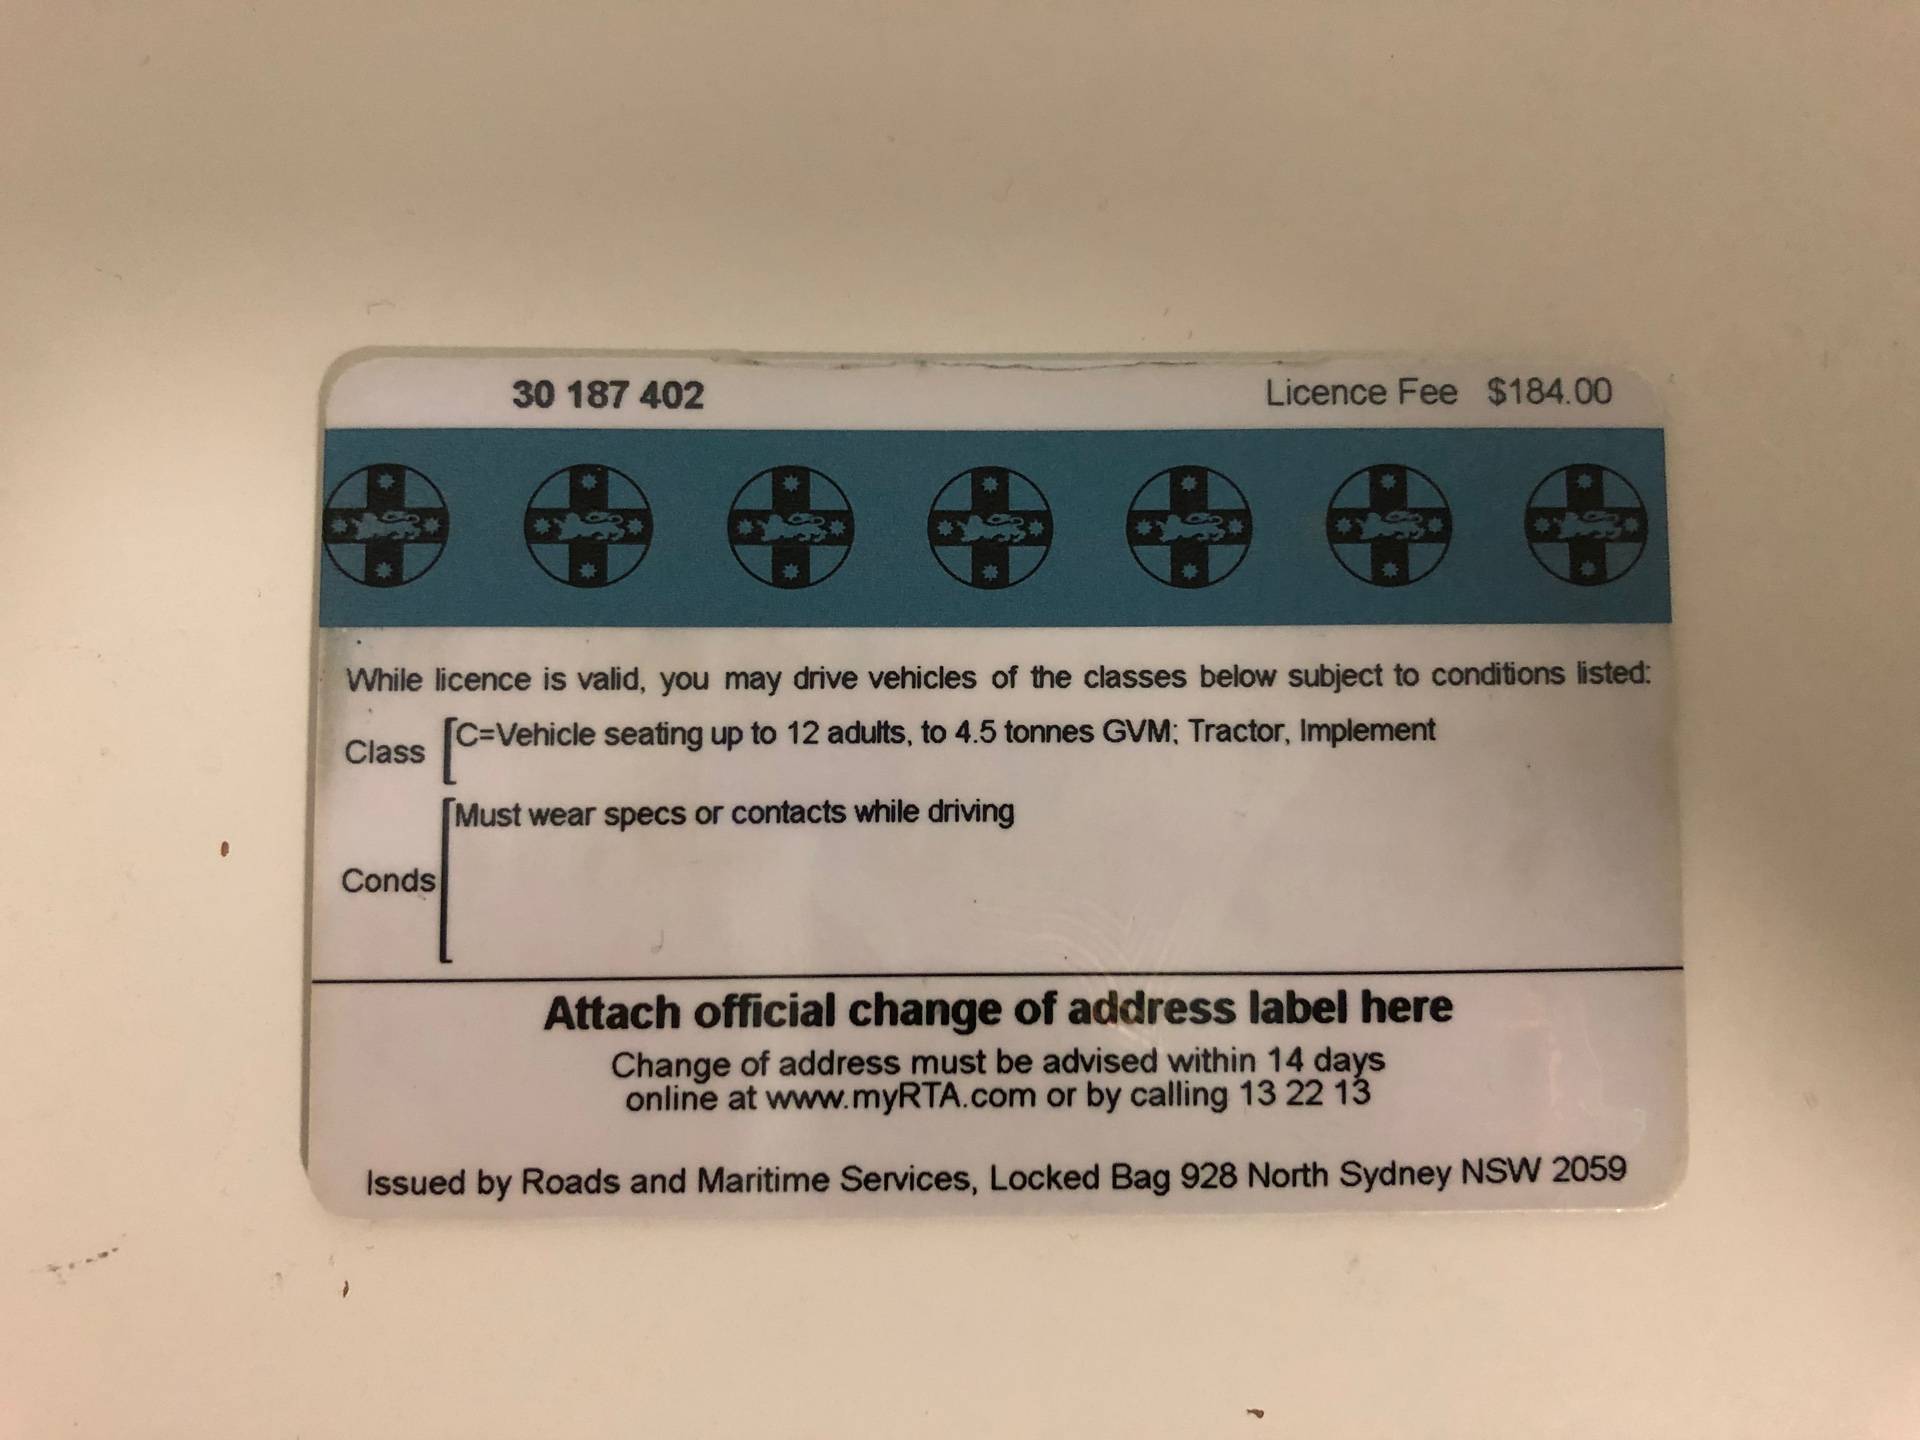 30 187 402 Licence Fee $184.00
While licence is valid, you may drive vehicles of the classes below subject to conditions listed:
Class C=Vehicle seating up to 12 adults, to 4.5 tonnes GVM; Tractor, Implement
Must wear specs or contacts while driving
Conds
Attach official change of address label here
Change of address must be advised within 14 days
online at www.myRTA.com or by calling 13 22 13
Issued by Roads and Maritime Services, Locked Bag 928 North Sydney NSW 2059